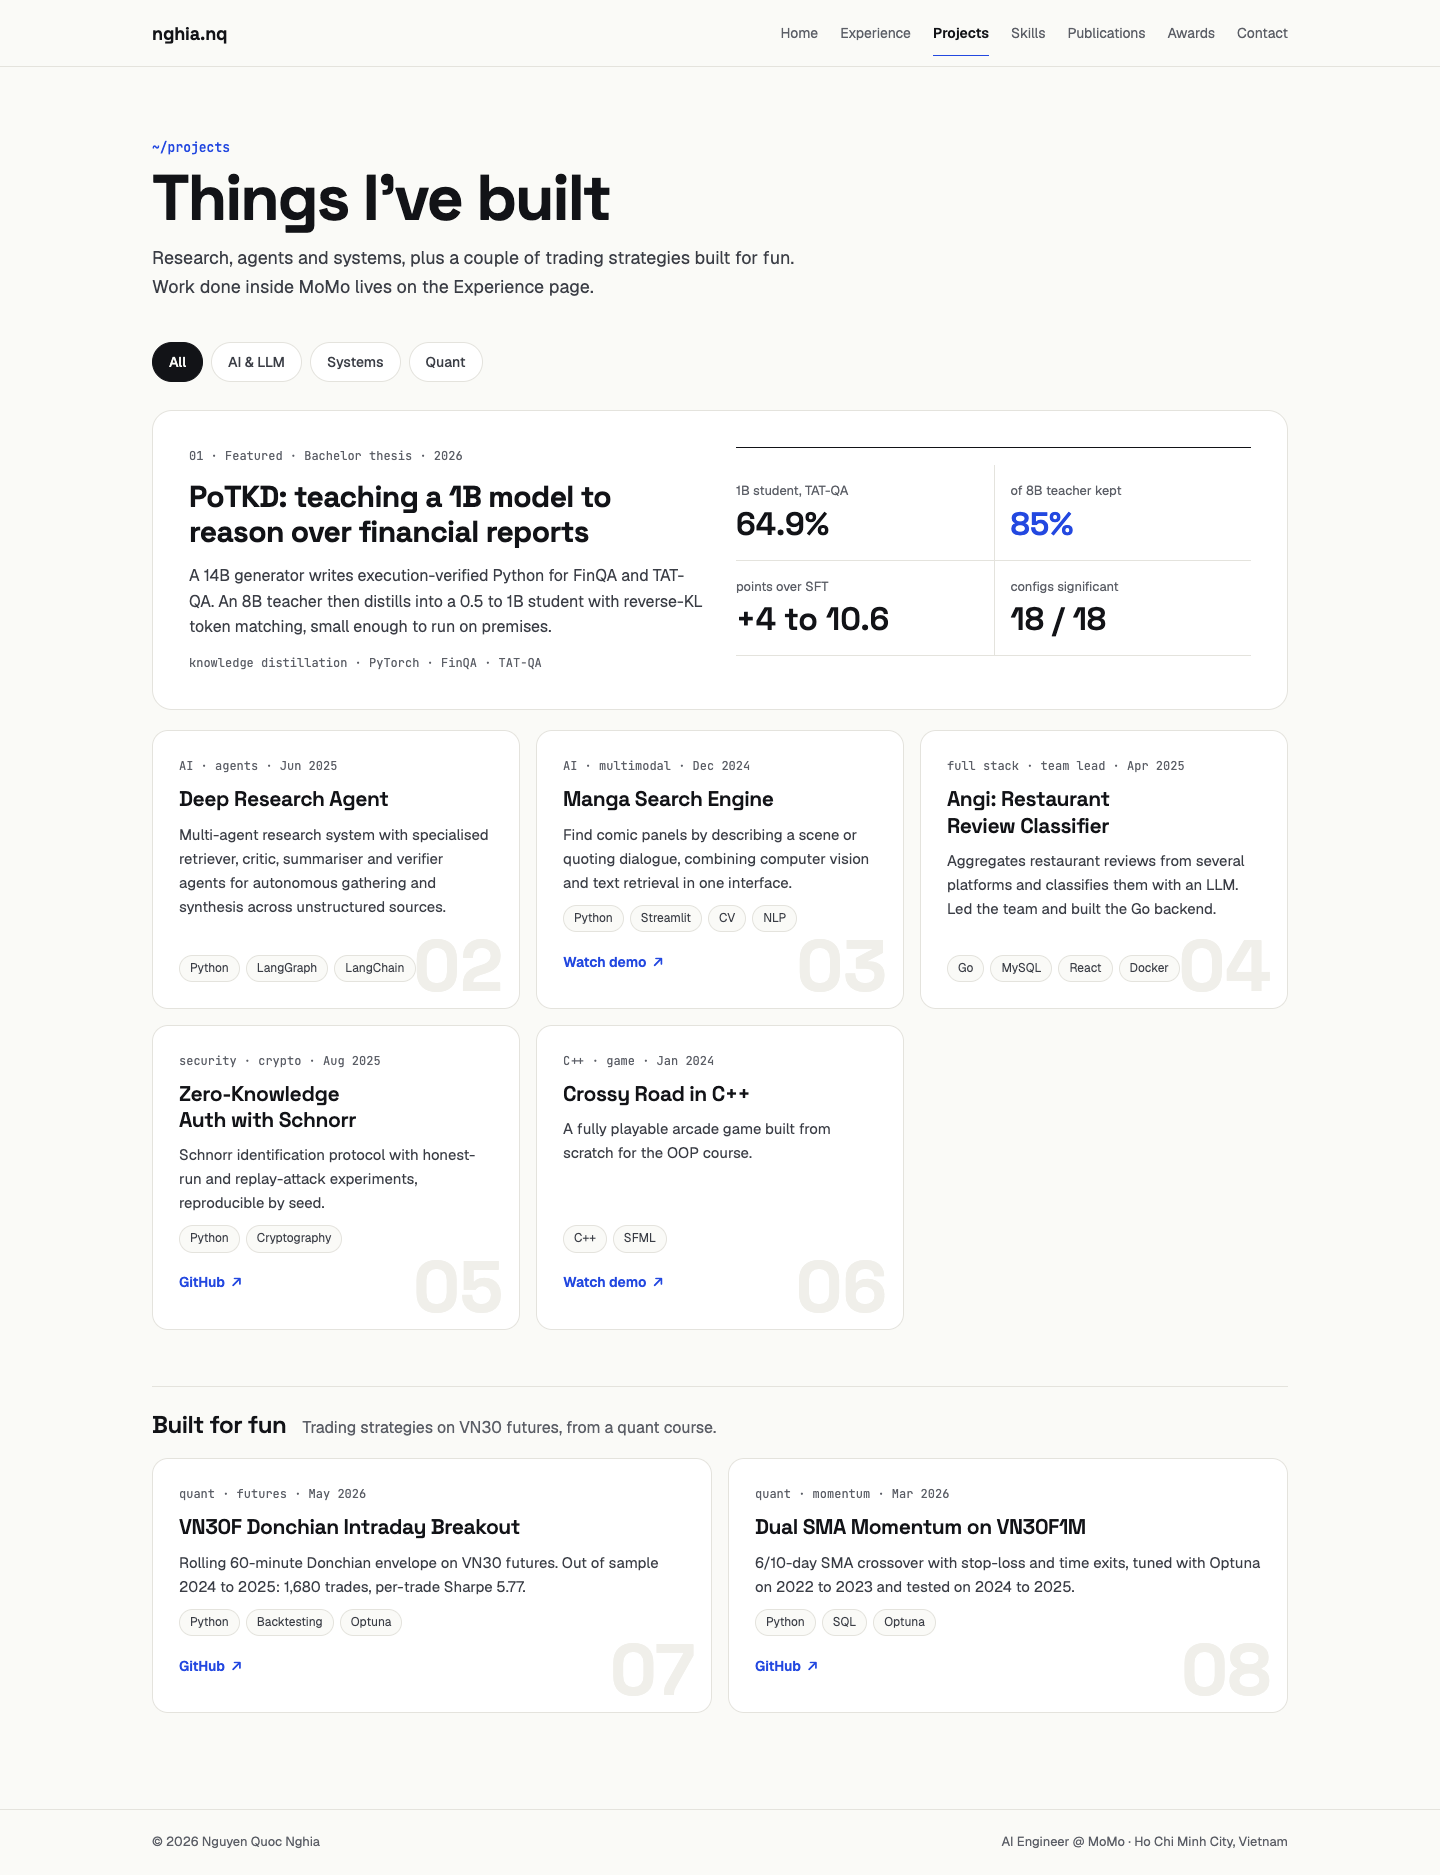 nghia.nq
Home Experience Projects Skills Publications Awards Contact
~/projects
Things I’ve built
Research, agents and systems, plus a couple of trading strategies built for fun.
Work done inside MoMo lives on the Experience page.
All AI & LLM Systems Quant
01 · Featured · Bachelor thesis · 2026
PoTKD: teaching a 1B model to
reason over financial reports
A 14B generator writes execution-verified Python for FinQA and TAT-
QA. An 8B teacher then distills into a 0.5 to 1B student with reverse-KL
token matching, small enough to run on premises.
knowledge distillation · PyTorch · FinQA · TAT-QA
1B student, TAT-QA
64.9%
of 8B teacher kept
85%
points over SFT
+4 to 10.6
configs significant
18 / 18
AI · agents · Jun 2025
Deep Research Agent
Multi-agent research system with specialised
retriever, critic, summariser and verifier
agents for autonomous gathering and
synthesis across unstructured sources.
Python LangGraph LangChain
02
AI · multimodal · Dec 2024
Manga Search Engine
Find comic panels by describing a scene or
quoting dialogue, combining computer vision
and text retrieval in one interface.
Python Streamlit CV NLP
Watch demo ↗
03
full stack · team lead · Apr 2025
Angi: Restaurant
Review Classifier
Aggregates restaurant reviews from several
platforms and classifies them with an LLM.
Led the team and built the Go backend.
Go MySQL React Docker
04
security · crypto · Aug 2025
Zero-Knowledge
Auth with Schnorr
Schnorr identification protocol with honest-
run and replay-attack experiments,
reproducible by seed.
Python Cryptography
GitHub ↗
05
C++ · game · Jan 2024
Crossy Road in C++
A fully playable arcade game built from
scratch for the OOP course.
C++ SFML
Watch demo ↗
06
Built for fun Trading strategies on VN30 futures, from a quant course.
quant · futures · May 2026
VN30F Donchian Intraday Breakout
Rolling 60-minute Donchian envelope on VN30 futures. Out of sample
2024 to 2025: 1,680 trades, per-trade Sharpe 5.77.
Python Backtesting Optuna
GitHub ↗
07
quant · momentum · Mar 2026
Dual SMA Momentum on VN30F1M
6/10-day SMA crossover with stop-loss and time exits, tuned with Optuna
on 2022 to 2023 and tested on 2024 to 2025.
Python SQL Optuna
GitHub ↗
08
© 2026 Nguyen Quoc Nghia
AI Engineer @ MoMo · Ho Chi Minh City, Vietnam